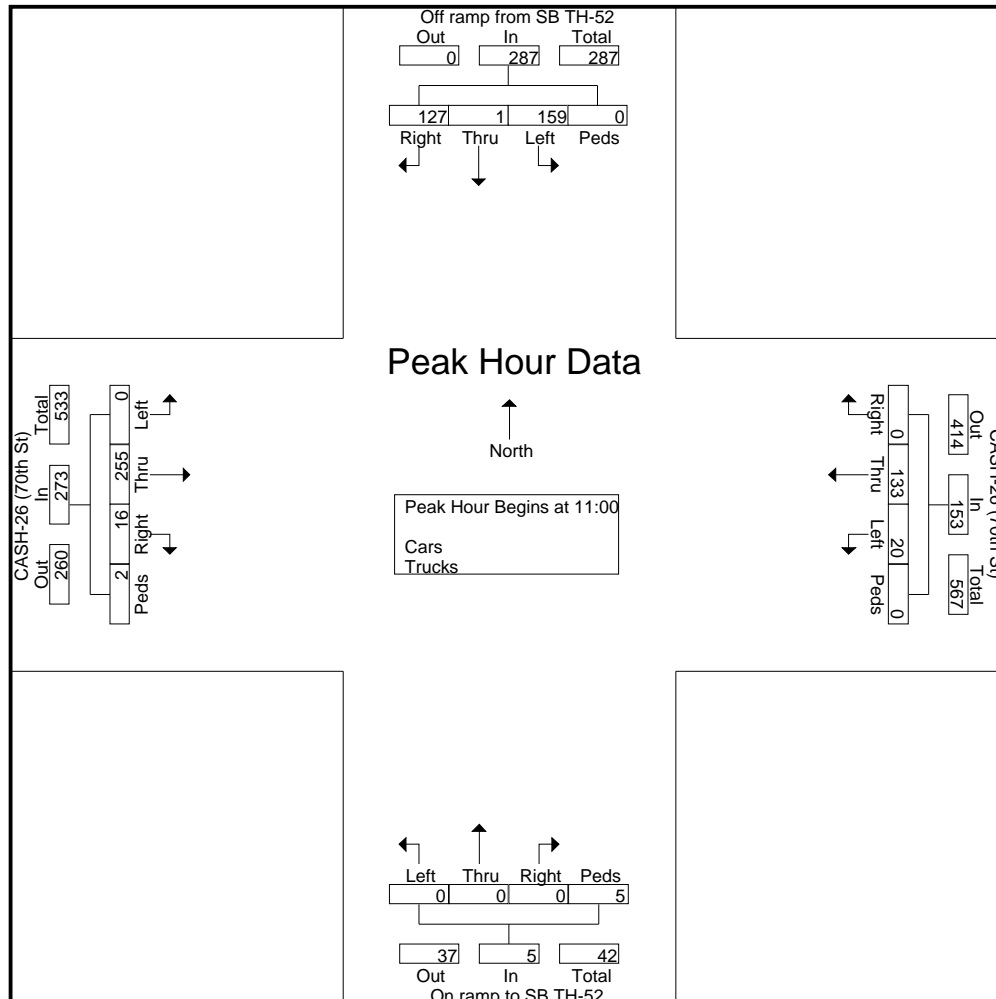 Off ramp from SB TH-52
Out In Total
0 287 287
127 1 159 0
Right Thru Left Peds
Peak Hour Data
North
Peak Hour Begins at 11:00
Cars
Trucks
CASH-26 (70th St)
Out In Total
260 273 533
2 16 255 0
Peds Right Thru Left
CASH-26 (70th St)
Out In Total
414 153 567
0 133 20 0
Right Thru Left Peds
Left Thru Right Peds
0 0 0 5
37 5 42
Out In Total
On ramp to SB TH-52